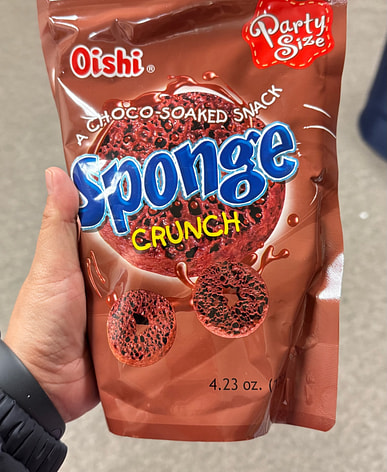 Party
Size
Oishi®
A CHOCO-SOAKED SNACK
Sponge
CRUNCH
4.23 oz. (